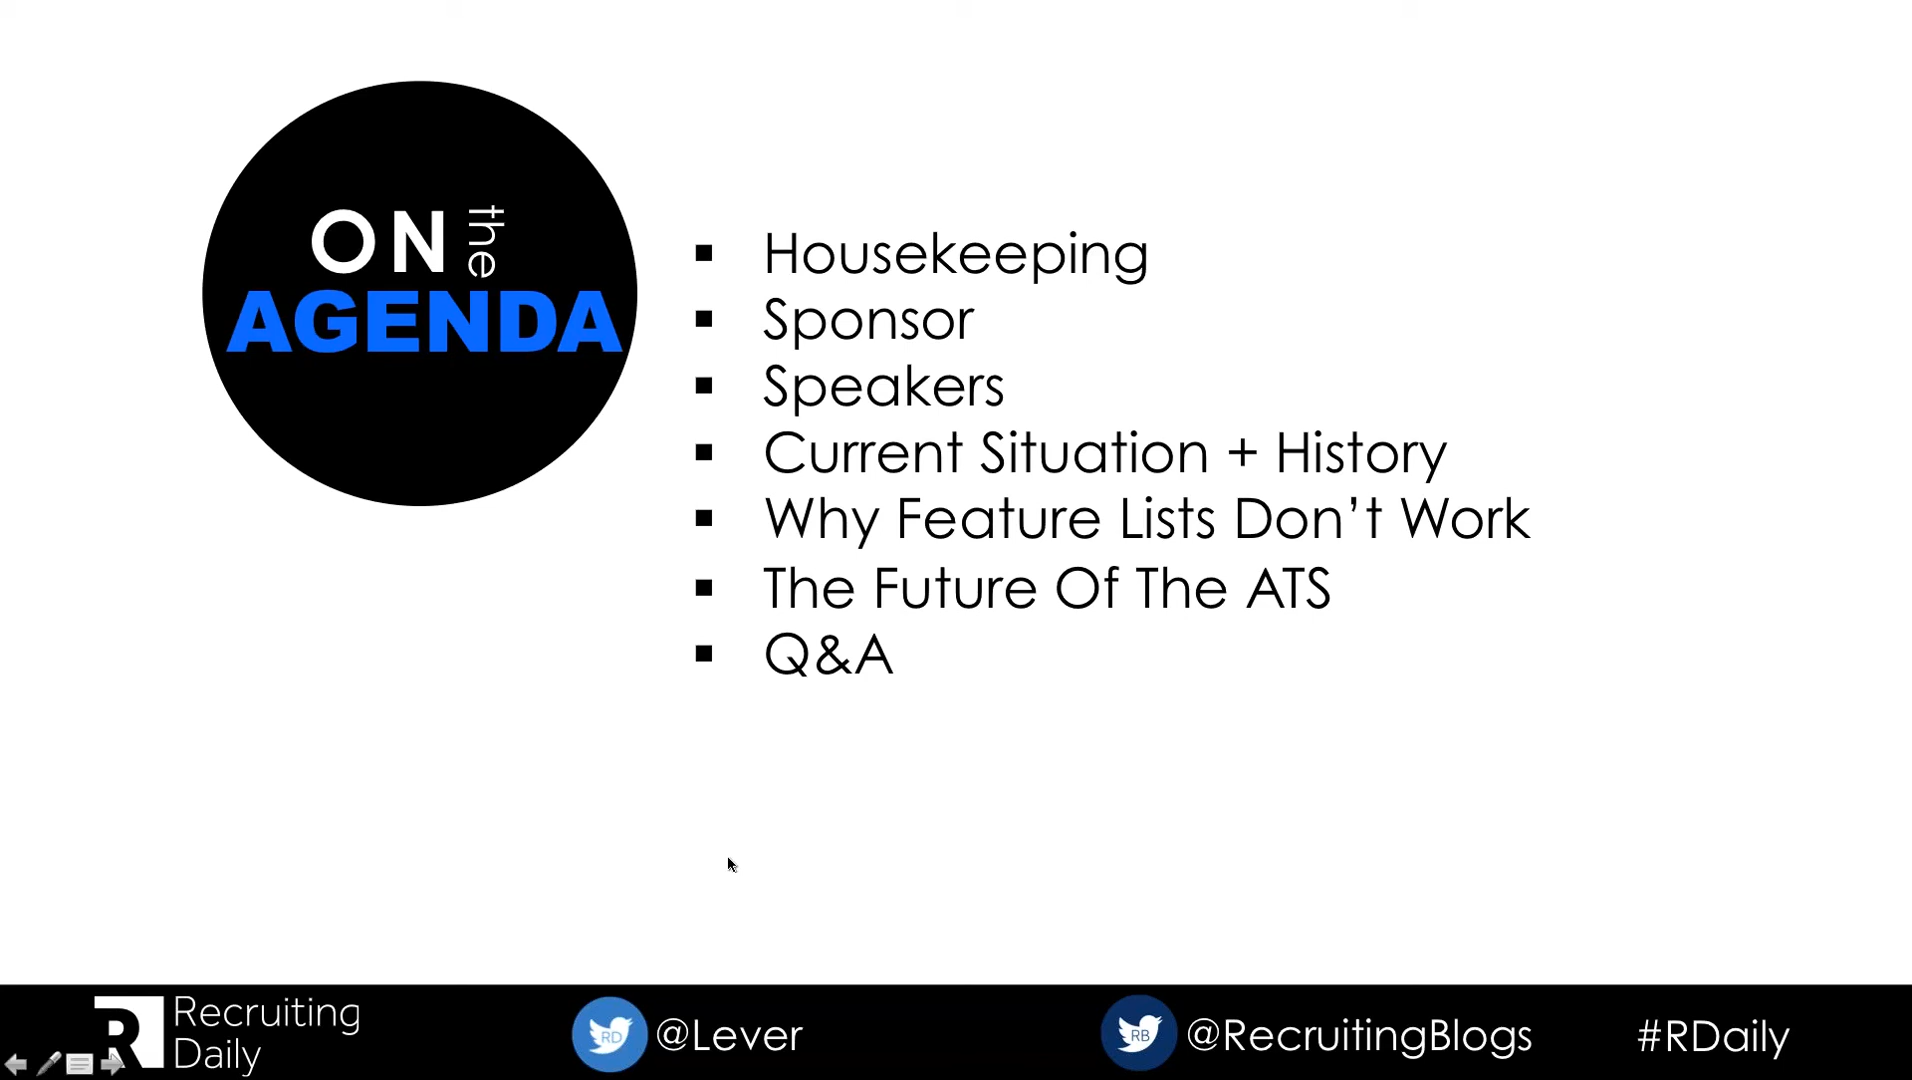 ON the
AGENDA
▪ Housekeeping
▪ Sponsor
▪ Speakers
▪ Current Situation + History
▪ Why Feature Lists Don’t Work
▪ The Future Of The ATS
▪ Q&A
R Recruiting
Daily
RD @Lever
RB @RecruitingBlogs
#RDaily